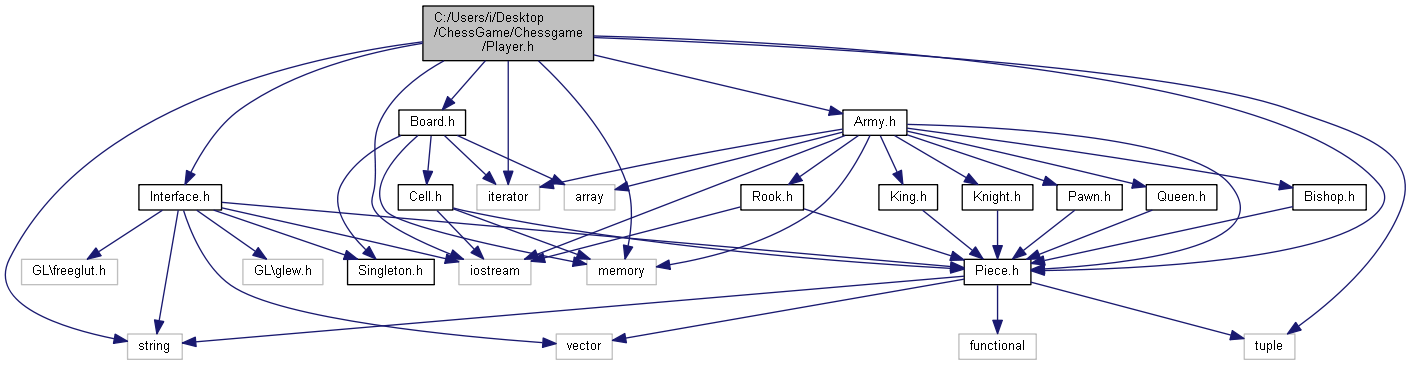 C:/Users/i/Desktop
/ChessGame/Chessgame
/Player.h
Board.h
Army.h
Interface.h
Cell.h
iterator
array
Rook.h
King.h
Knight.h
Pawn.h
Queen.h
Bishop.h
GL\freeglut.h
GL\glew.h
Singleton.h
iostream
memory
Piece.h
string
vector
functional
tuple